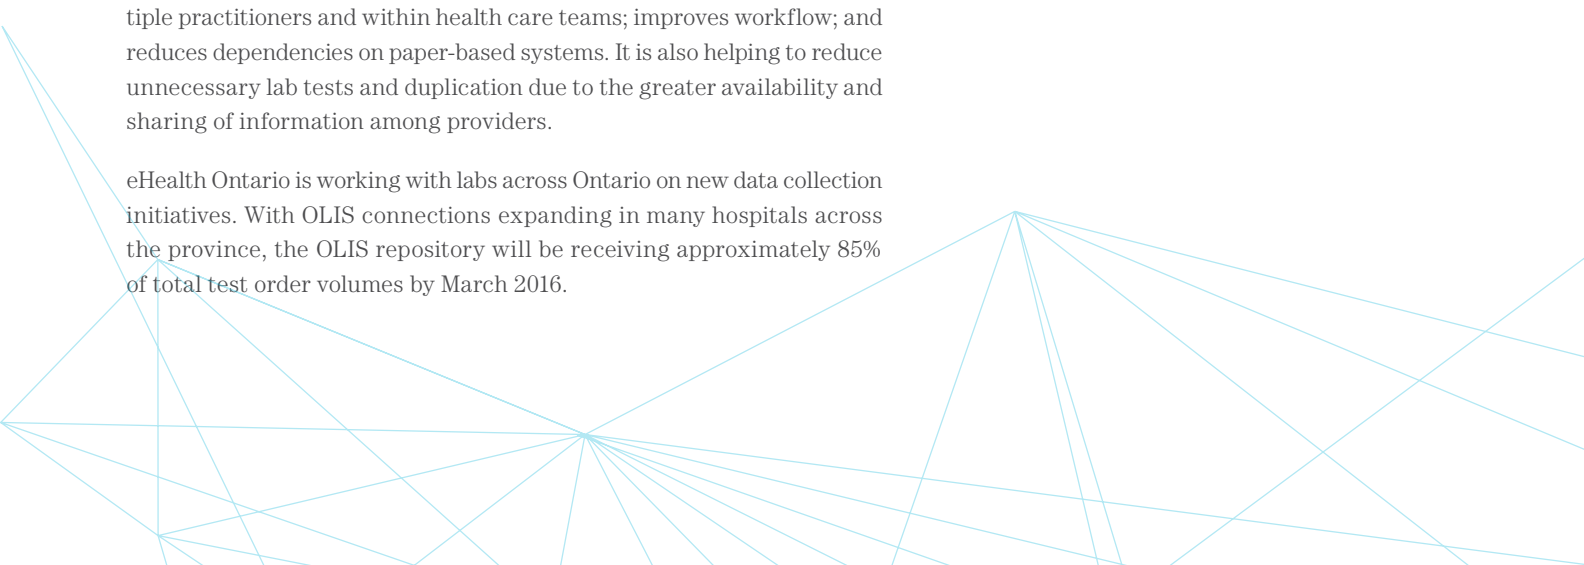 tiple practitioners and within health care teams; improves workflow; and
reduces dependencies on paper-based systems. It is also helping to reduce
unnecessary lab tests and duplication due to the greater availability and
sharing of information among providers.
eHealth Ontario is working with labs across Ontario on new data collection
initiatives. With OLIS connections expanding in many hospitals across
the province, the OLIS repository will be receiving approximately 85%
of total test order volumes by March 2016.